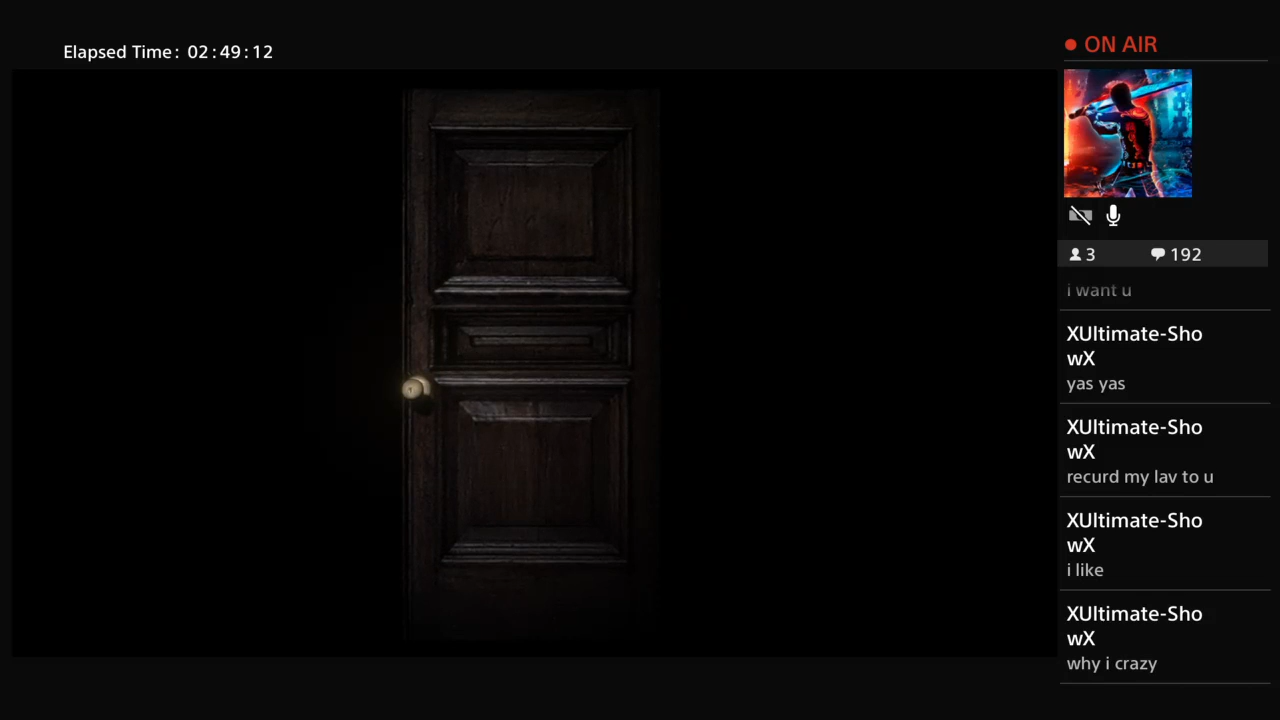 Elapsed Time: 02:49:12
ON AIR
3 192
i want u
XUltimate-Sho
wX
yas yas
XUltimate-Sho
wX
recurd my lav to u
XUltimate-Sho
wX
i like
XUltimate-Sho
wX
why i crazy